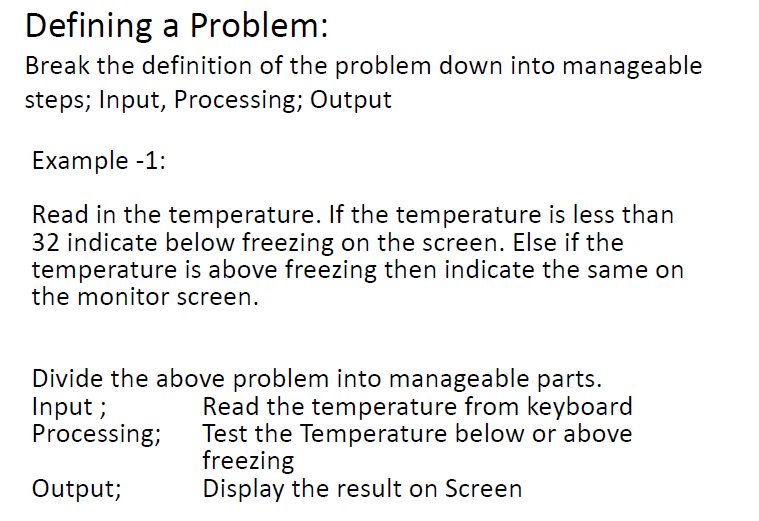 Defining a Problem:
Break the definition of the problem down into manageable
steps; Input, Processing; Output
Example -1:
Read in the temperature. If the temperature is less than
32 indicate below freezing on the screen. Else if the
temperature is above freezing then indicate the same on
the monitor screen.
Divide the above problem into manageable parts.
Input ; Read the temperature from keyboard
Processing; Test the Temperature below or above
freezing
Output; Display the result on Screen